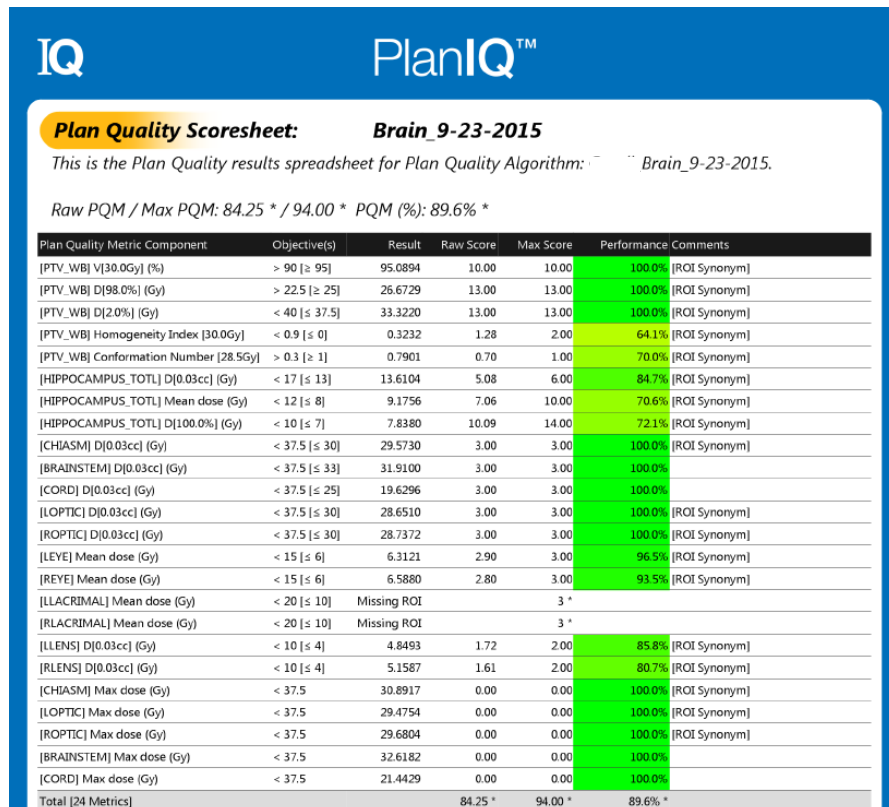 IQ
PlanIQ™
Plan Quality Scoresheet: Brain_9-23-2015
This is the Plan Quality results spreadsheet for Plan Quality Algorithm: Brain_9-23-2015.
Raw PQM / Max PQM: 84.25 * / 94.00 * PQM (%): 89.6% *
Plan Quality Metric Component Objective(s) Result Raw Score Max Score Performance Comments
[PTV_WB] V[30.0Gy] (%) > 90 [≥ 95] 95.0894 10.00 10.00 100.0% [ROI Synonym]
[PTV_WB] D[98.0%] (Gy) > 22.5 [≥ 25] 26.6729 13.00 13.00 100.0% [ROI Synonym]
[PTV_WB] D[2.0%] (Gy) < 40 [≤ 37.5] 33.3220 13.00 13.00 100.0% [ROI Synonym]
[PTV_WB] Homogeneity Index [30.0Gy] < 0.9 [≤ 0] 0.3232 1.28 2.00 64.1% [ROI Synonym]
[PTV_WB] Conformation Number [28.5Gy] > 0.3 [≥ 1] 0.7901 0.70 1.00 70.0% [ROI Synonym]
[HIPPOCAMPUS_TOTL] D[0.03cc] (Gy) < 17 [≤ 13] 13.6104 5.08 6.00 84.7% [ROI Synonym]
[HIPPOCAMPUS_TOTL] Mean dose (Gy) < 12 [≤ 8] 9.1756 7.06 10.00 70.6% [ROI Synonym]
[HIPPOCAMPUS_TOTL] D[100.0%] (Gy) < 10 [≤ 7] 7.8380 10.09 14.00 72.1% [ROI Synonym]
[CHIASM] D[0.03cc] (Gy) < 37.5 [≤ 30] 29.5730 3.00 3.00 100.0% [ROI Synonym]
[BRAINSTEM] D[0.03cc] (Gy) < 37.5 [≤ 33] 31.9100 3.00 3.00 100.0%
[CORD] D[0.03cc] (Gy) < 37.5 [≤ 25] 19.6296 3.00 3.00 100.0%
[LOPTIC] D[0.03cc] (Gy) < 37.5 [≤ 30] 28.6510 3.00 3.00 100.0% [ROI Synonym]
[ROPTIC] D[0.03cc] (Gy) < 37.5 [≤ 30] 28.7372 3.00 3.00 100.0% [ROI Synonym]
[LEYE] Mean dose (Gy) < 15 [≤ 6] 6.3121 2.90 3.00 96.5% [ROI Synonym]
[REYE] Mean dose (Gy) < 15 [≤ 6] 6.5880 2.80 3.00 93.5% [ROI Synonym]
[LLACRIMAL] Mean dose (Gy) < 20 [≤ 10] Missing ROI 3 *
[RLACRIMAL] Mean dose (Gy) < 20 [≤ 10] Missing ROI 3 *
[LLENS] D[0.03cc] (Gy) < 10 [≤ 4] 4.8493 1.72 2.00 85.8% [ROI Synonym]
[RLENS] D[0.03cc] (Gy) < 10 [≤ 4] 5.1587 1.61 2.00 80.7% [ROI Synonym]
[CHIASM] Max dose (Gy) < 37.5 30.8917 0.00 0.00 100.0% [ROI Synonym]
[LOPTIC] Max dose (Gy) < 37.5 29.4754 0.00 0.00 100.0% [ROI Synonym]
[ROPTIC] Max dose (Gy) < 37.5 29.6804 0.00 0.00 100.0% [ROI Synonym]
[BRAINSTEM] Max dose (Gy) < 37.5 32.6182 0.00 0.00 100.0%
[CORD] Max dose (Gy) < 37.5 21.4429 0.00 0.00 100.0%
Total [24 Metrics] 84.25 * 94.00 * 89.6% *